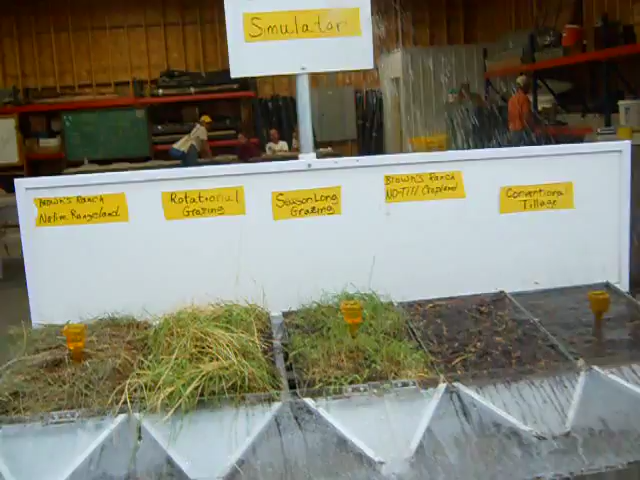 Simulator
Brown's Ranch
Native Rangeland
Rotational
Grazing
Season Long
Grazing
Brown's Ranch
NO-Till Cropland
Conventional
Tillage